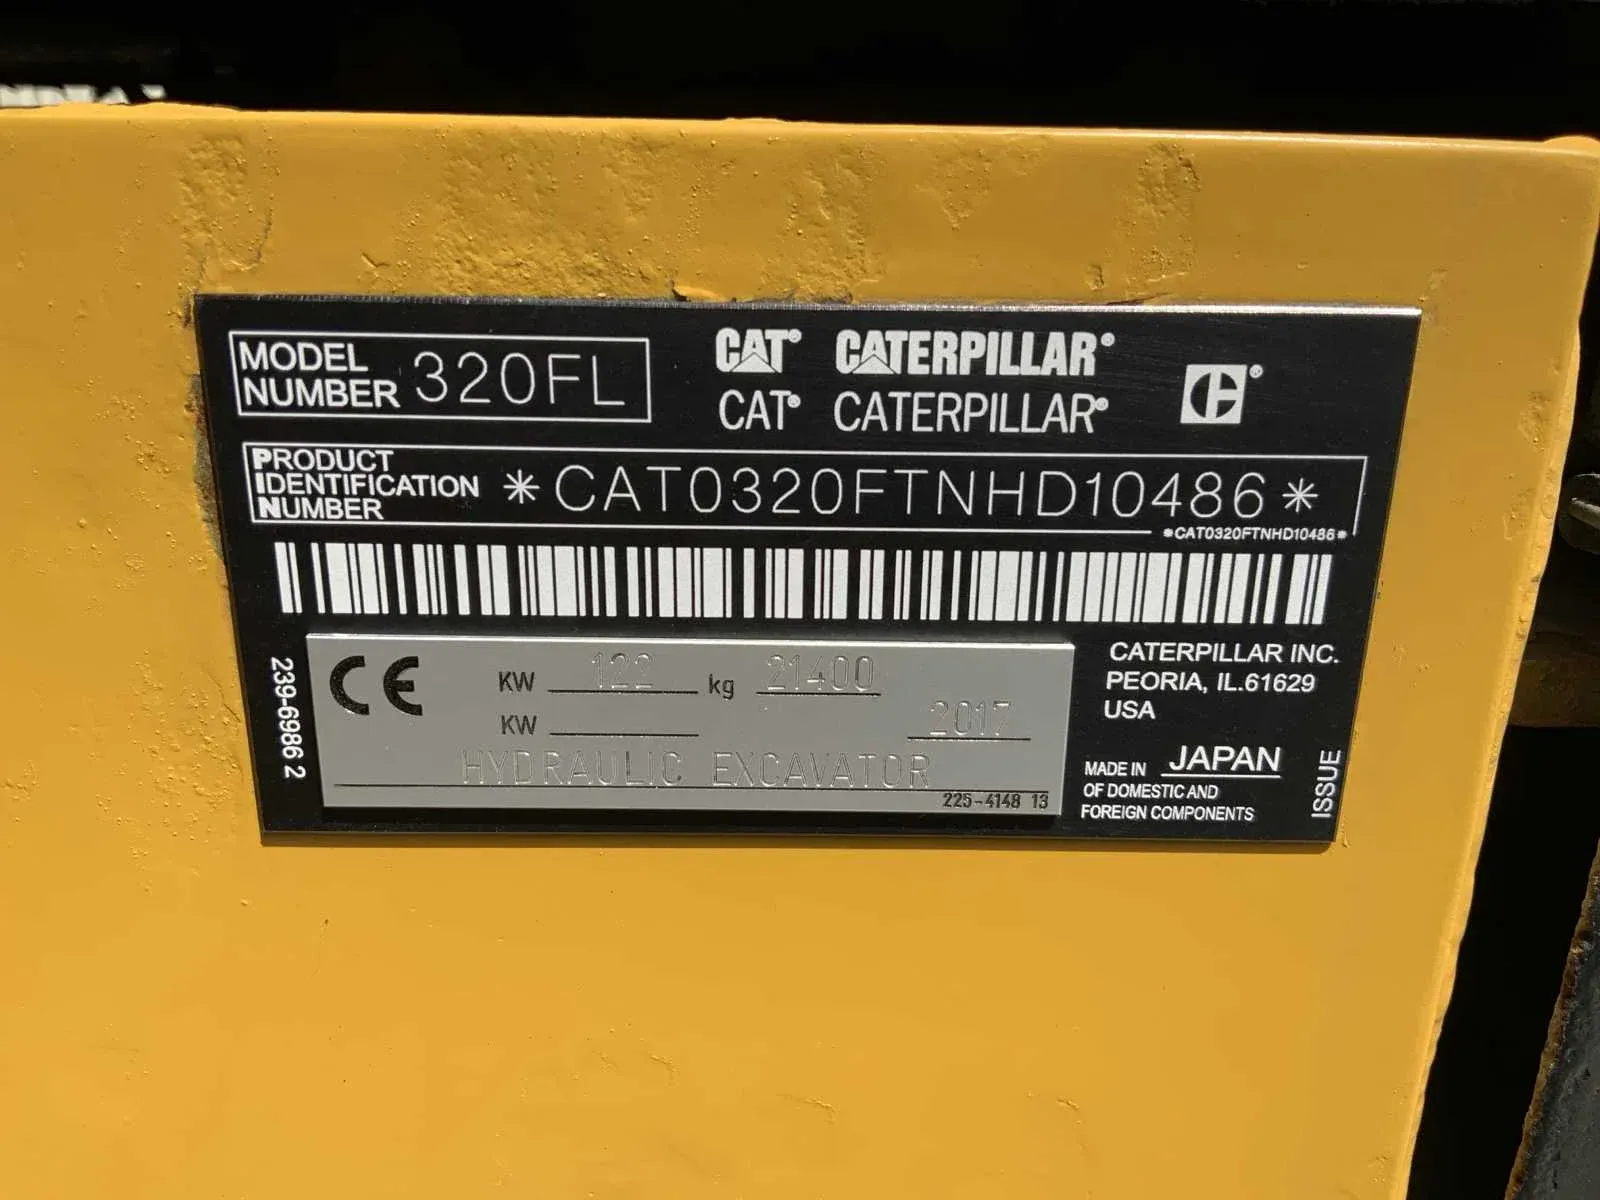 MODEL NUMBER 320FL
CAT® CATERPILLAR®
CAT® CATERPILLAR®
PRODUCT IDENTIFICATION NUMBER *CAT0320FTNHD10486*
*CAT0320FTNHD10486*
239-6986 2
CE KW 122 kg 21400
KW 2017
HYDRAULIC EXCAVATOR
225-4148 13
CATERPILLAR INC.
PEORIA, IL.61629
USA
MADE IN JAPAN
OF DOMESTIC AND
FOREIGN COMPONENTS
ISSUE